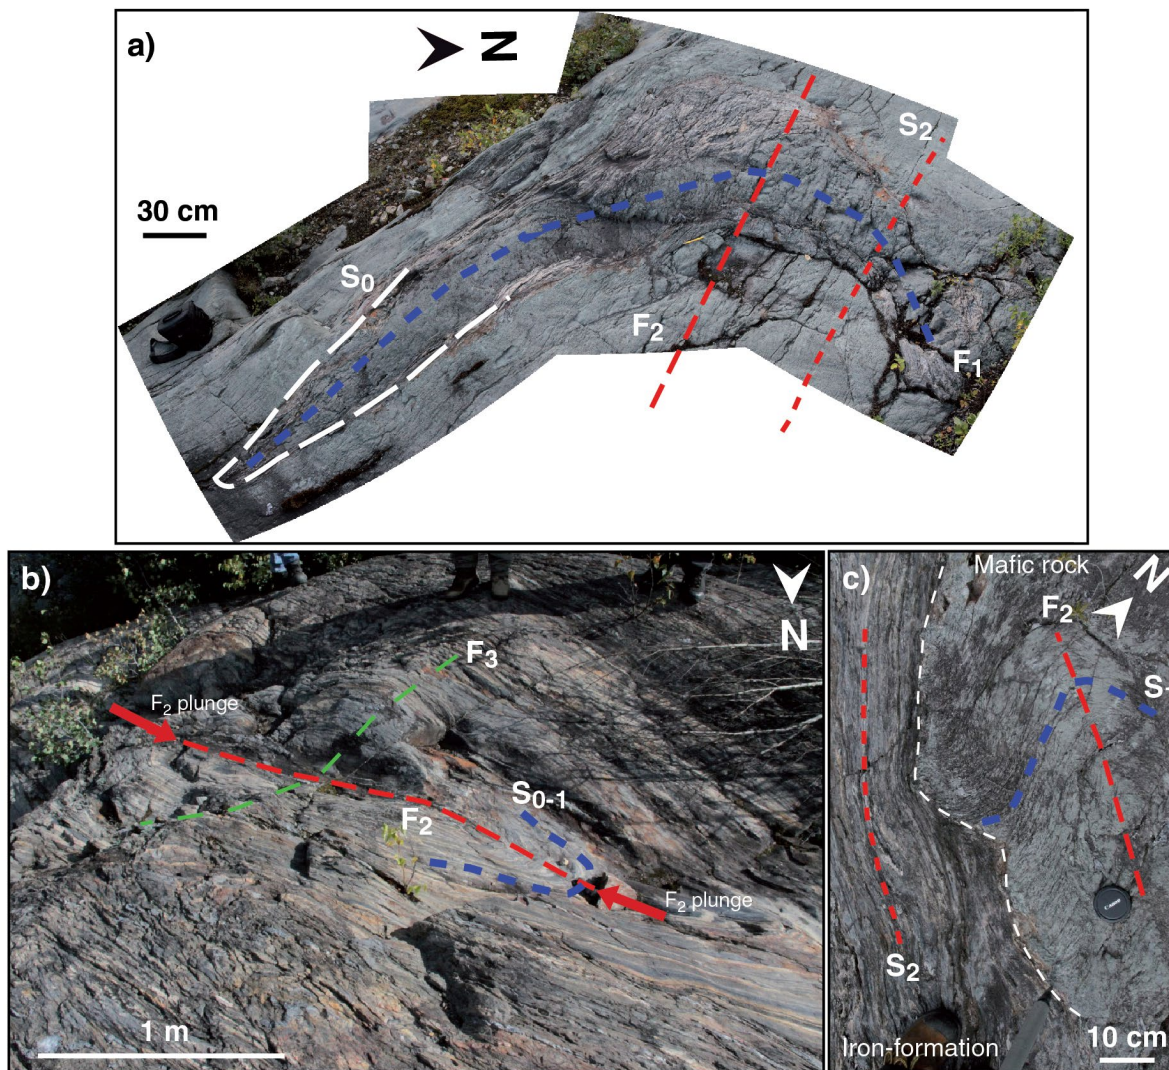 a)
N
S2
30 cm
S0
F2
F1
b)
N
F3
F2 plunge
S0-1
F2
F2 plunge
1 m
c)
Mafic rock
F2
N
S
S2
Iron-formation
10 cm